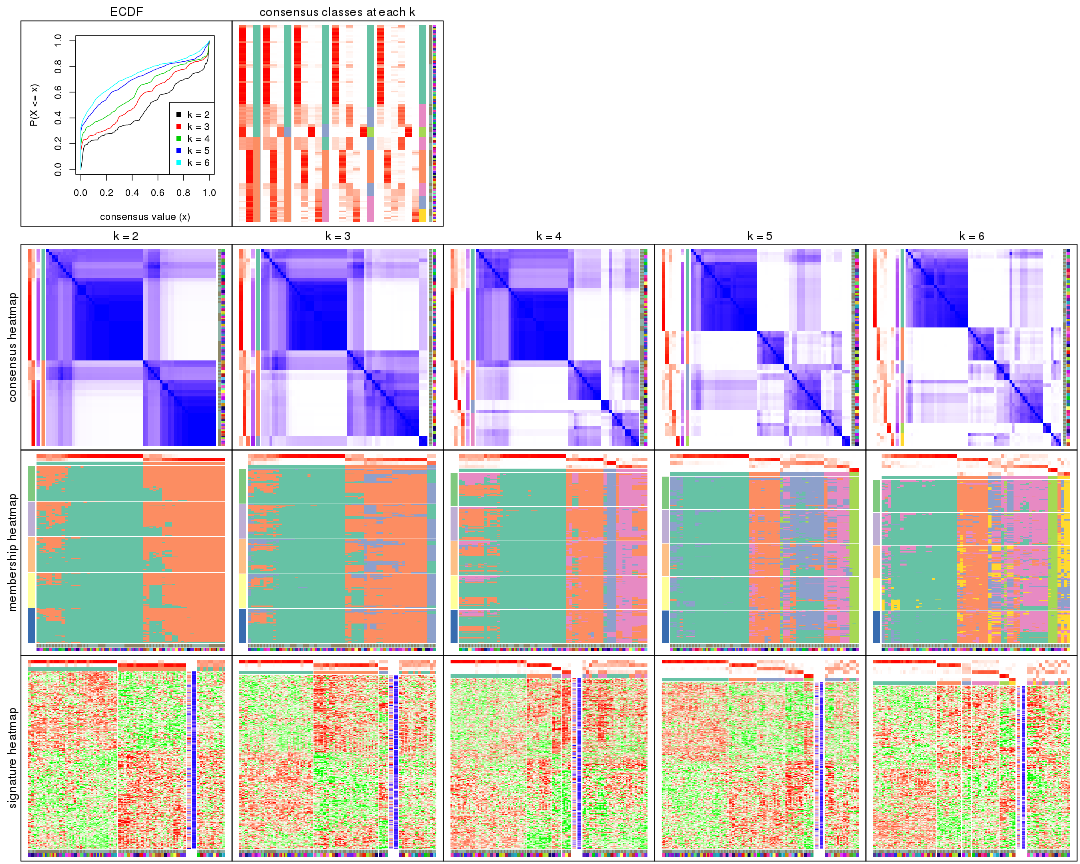 ECDF
consensus classes at each k
P(X <= x)
0.0 0.2 0.4 0.6 0.8 1.0
k = 2
k = 3
k = 4
k = 5
k = 6
0.0 0.2 0.4 0.6 0.8 1.0
consensus value (x)
k = 2 k = 3 k = 4 k = 5 k = 6
consensus heatmap
membership heatmap
signature heatmap